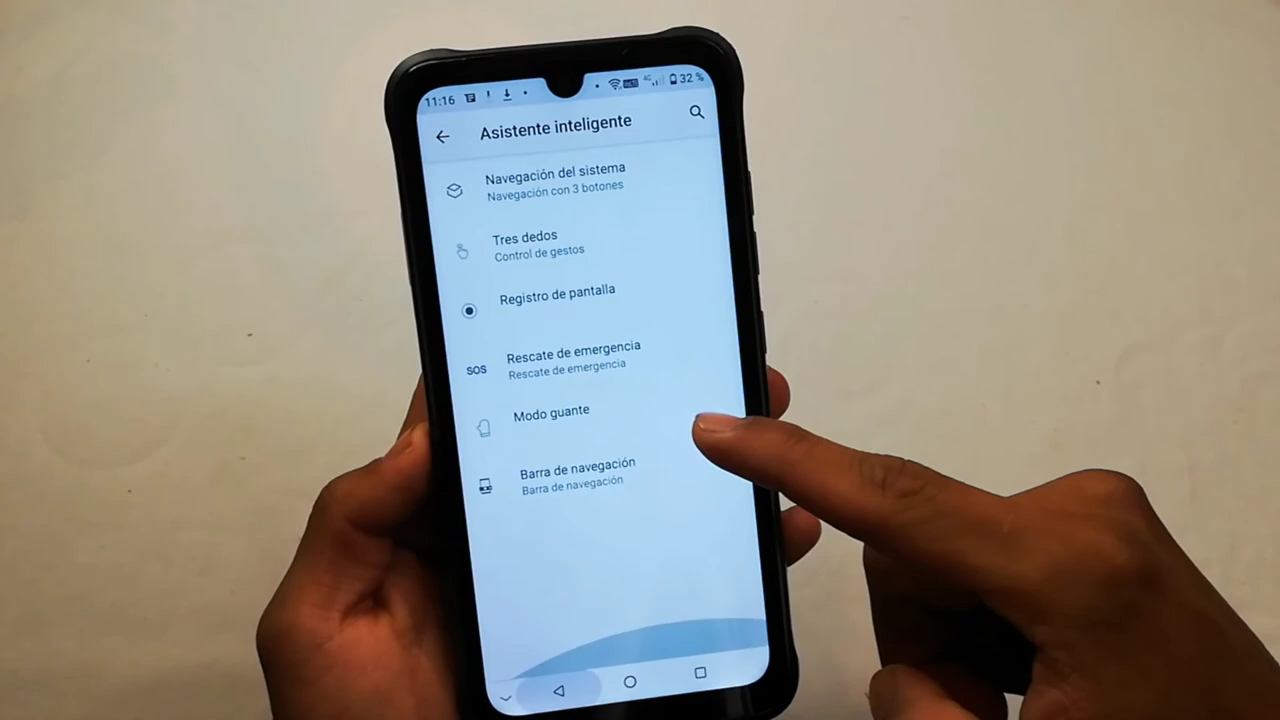 11:16
4G
32 %
Asistente inteligente
Navegación del sistema
Navegación con 3 botones
Tres dedos
Control de gestos
Registro de pantalla
SOS
Rescate de emergencia
Rescate de emergencia
Modo guante
Barra de navegación
Barra de navegación